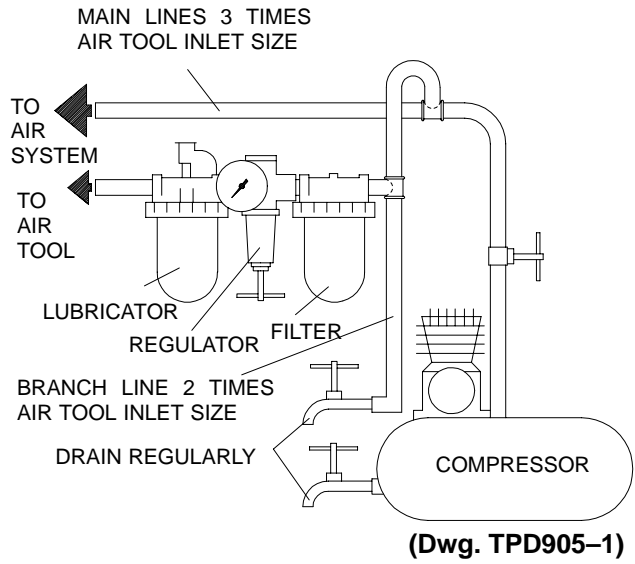 MAIN LINES 3 TIMES
AIR TOOL INLET SIZE
TO
AIR
SYSTEM
TO
AIR
TOOL
LUBRICATOR
REGULATOR
FILTER
BRANCH LINE 2 TIMES
AIR TOOL INLET SIZE
DRAIN REGULARLY
COMPRESSOR
(Dwg. TPD905–1)